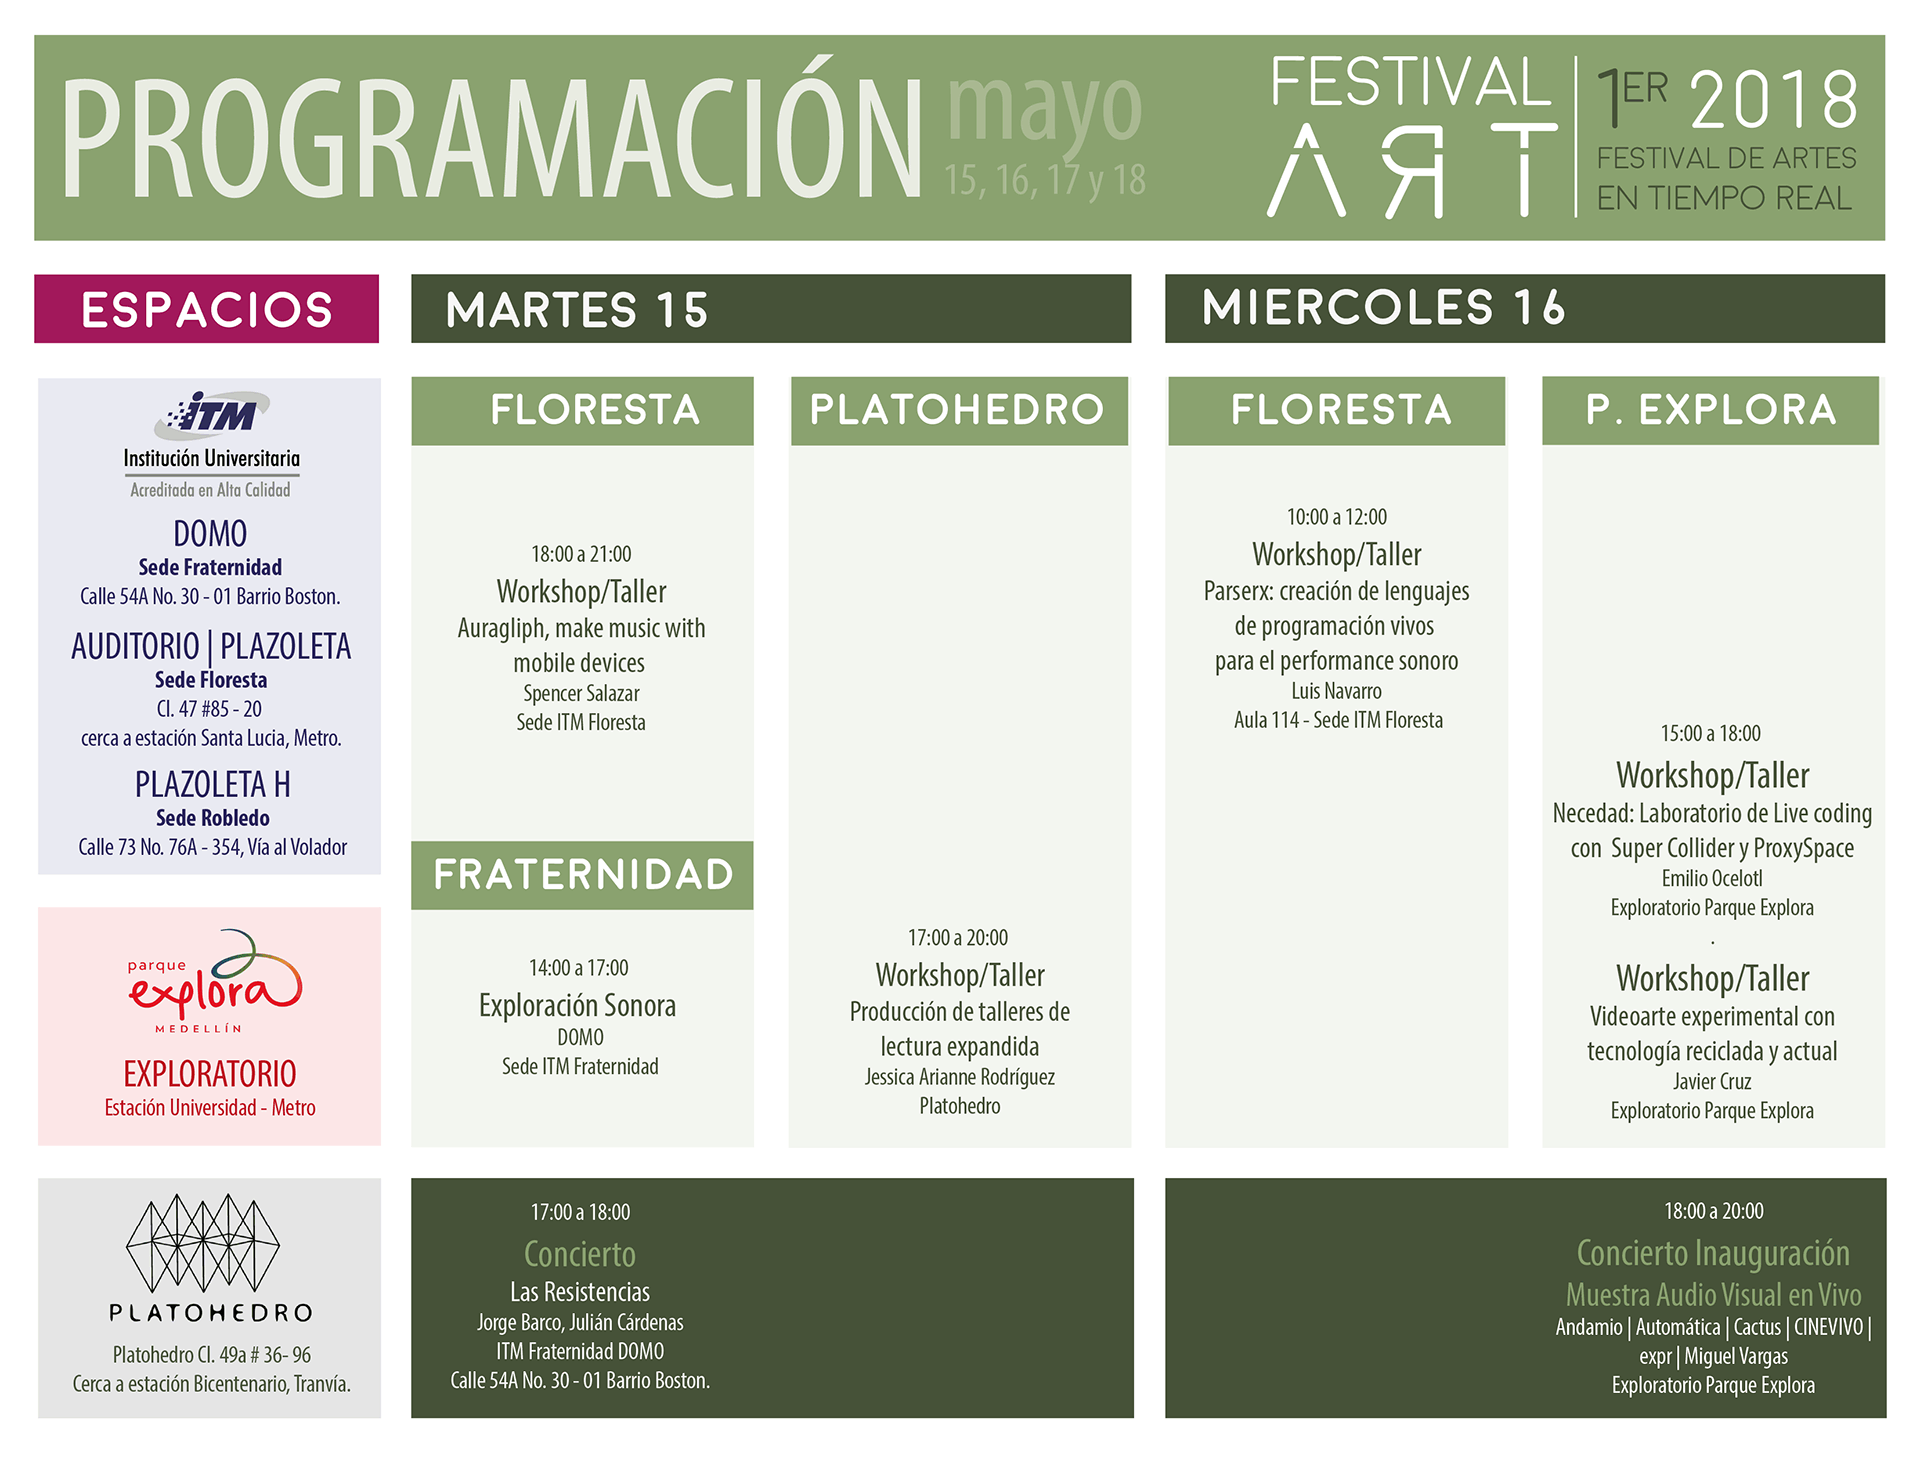 PROGRAMACIÓN
mayo
15, 16, 17 y 18
FESTIVAL
ART
1ER 2018
FESTIVAL DE ARTES
EN TIEMPO REAL
ESPACIOS
ITM
Institución Universitaria
Acreditada en Alta Calidad
DOMO
Sede Fraternidad
Calle 54A No. 30 - 01 Barrio Boston.
AUDITORIO | PLAZOLETA
Sede Floresta
Cl. 47 #85 - 20
cerca a estación Santa Lucia, Metro.
PLAZOLETA H
Sede Robledo
Calle 73 No. 76A - 354, Vía al Volador
parque
explora
MEDELLÍN
EXPLORATORIO
Estación Universidad - Metro
PLATOHEDRO
Platohedro Cl. 49a # 36- 96
Cerca a estación Bicentenario, Tranvía.
MARTES 15
FLORESTA
18:00 a 21:00
Workshop/Taller
Auragliph, make music with
mobile devices
Spencer Salazar
Sede ITM Floresta
FRATERNIDAD
14:00 a 17:00
Exploración Sonora
DOMO
Sede ITM Fraternidad
PLATOHEDRO
17:00 a 20:00
Workshop/Taller
Producción de talleres de
lectura expandida
Jessica Arianne Rodríguez
Platohedro
17:00 a 18:00
Concierto
Las Resistencias
Jorge Barco, Julián Cárdenas
ITM Fraternidad DOMO
Calle 54A No. 30 - 01 Barrio Boston.
MIERCOLES 16
FLORESTA
10:00 a 12:00
Workshop/Taller
Parserx: creación de lenguajes
de programación vivos
para el performance sonoro
Luis Navarro
Aula 114 - Sede ITM Floresta
P. EXPLORA
15:00 a 18:00
Workshop/Taller
Necedad: Laboratorio de Live coding
con Super Collider y ProxySpace
Emilio Ocelotl
Exploratorio Parque Explora
.
Workshop/Taller
Videoarte experimental con
tecnología reciclada y actual
Javier Cruz
Exploratorio Parque Explora
18:00 a 20:00
Concierto Inauguración
Muestra Audio Visual en Vivo
Andamio | Automática | Cactus | CINEVIVO |
expr | Miguel Vargas
Exploratorio Parque Explora